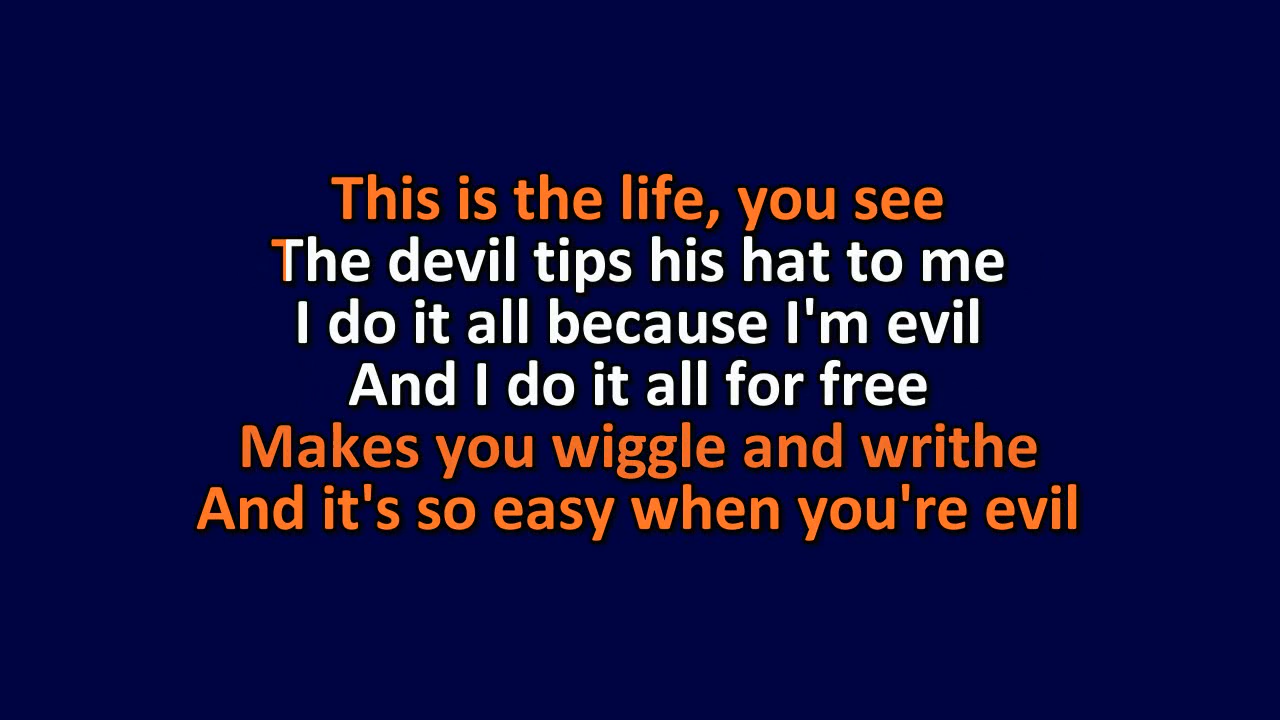 This is the life, you see
The devil tips his hat to me
I do it all because I'm evil
And I do it all for free
Makes you wiggle and writhe
And it's so easy when you're evil